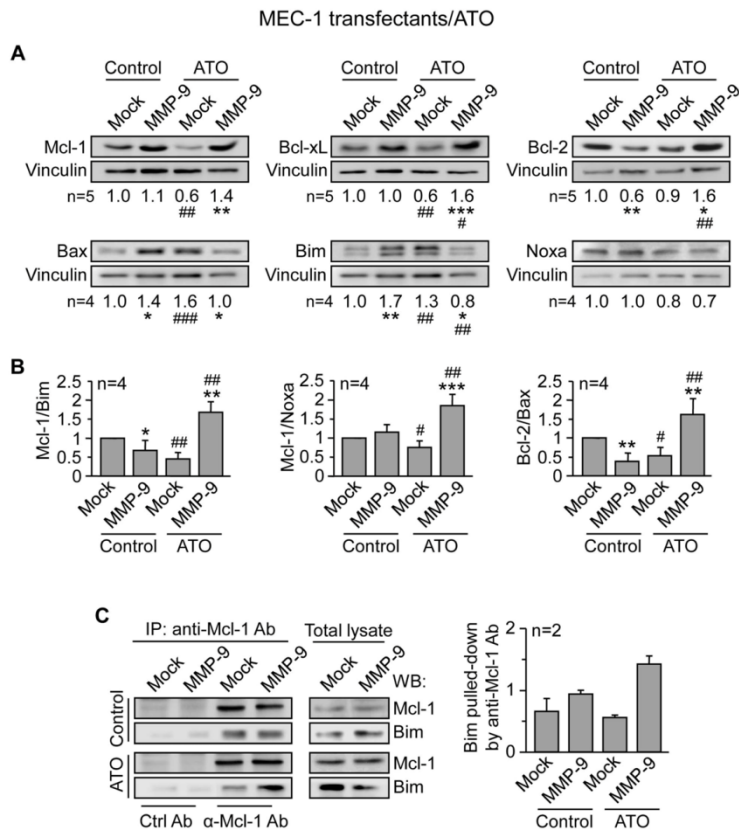 MEC-1 transfectants/ATO
A
Control ATO
Mock MMP-9 Mock MMP-9
Mcl-1
Vinculin
n=5 1.0 1.1 0.6 1.4
## **
Control ATO
Mock MMP-9 Mock MMP-9
Bcl-xL
Vinculin
1.0 1.0 0.6 1.6
## ***
#
Control ATO
Mock MMP-9 Mock MMP-9
Bcl-2
Vinculin
n=5 1.0 0.6 0.9 1.6
** *
##
Bax
Vinculin
n=4 1.0 1.4 1.6 1.0
* ### *
Bim
Vinculin
n=4 1.0 1.7 1.3 0.8
** ## *
##
Noxa
Vinculin
n=4 1.0 1.0 0.8 0.7
B
Mcl-1/Bim
2.5
2
1.5
1
0.5
0
n=4
* ## ## **
Mock MMP-9 Mock MMP-9
Control ATO
Mcl-1/Noxa
2.5
2
1.5
1
0.5
0
n=4
# ## ***
Mock MMP-9 Mock MMP-9
Control ATO
Bcl-2/Bax
2.5
2
1.5
1
0.5
0
n=4
** # ## **
Mock MMP-9 Mock MMP-9
Control ATO
C
IP: anti-Mcl-1 Ab Total lysate
Mock MMP-9 Mock MMP-9 Mock MMP-9 WB:
Control
Mcl-1
Bim
ATO
Mcl-1
Bim
Ctrl Ab α-Mcl-1 Ab
Bim pulled-down
by anti-Mcl-1 Ab
2
1
0
n=2
Mock MMP-9 Mock MMP-9
Control ATO